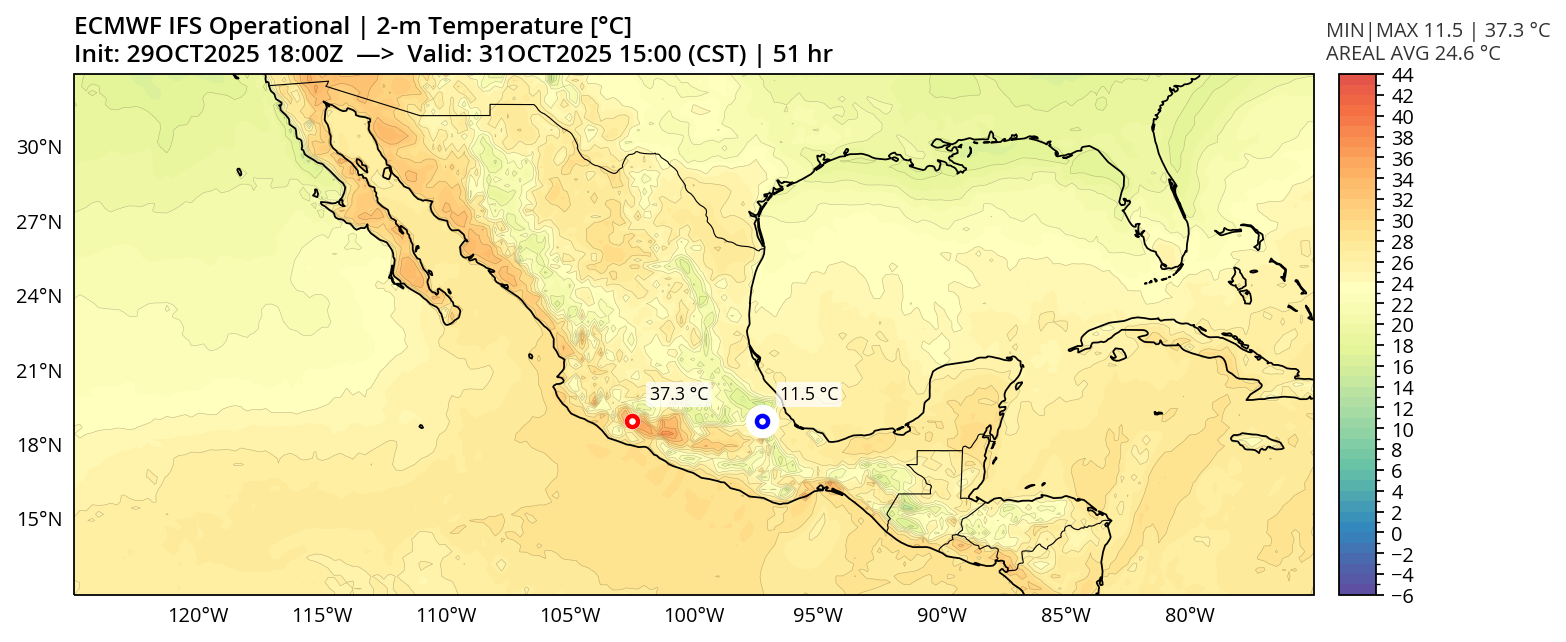 ECMWF IFS Operational | 2-m Temperature [°C]
Init: 29OCT2025 18:00Z —> Valid: 31OCT2025 15:00 (CST) | 51 hr
MIN|MAX 11.5 | 37.3 °C
AREAL AVG 24.6 °C
30°N
27°N
24°N
21°N
18°N
15°N
37.3 °C
11.5 °C
120°W
115°W
110°W
105°W
100°W
95°W
90°W
85°W
80°W
44
42
40
38
36
34
32
30
28
26
24
22
20
18
16
14
12
10
8
6
4
2
0
−2
−4
−6